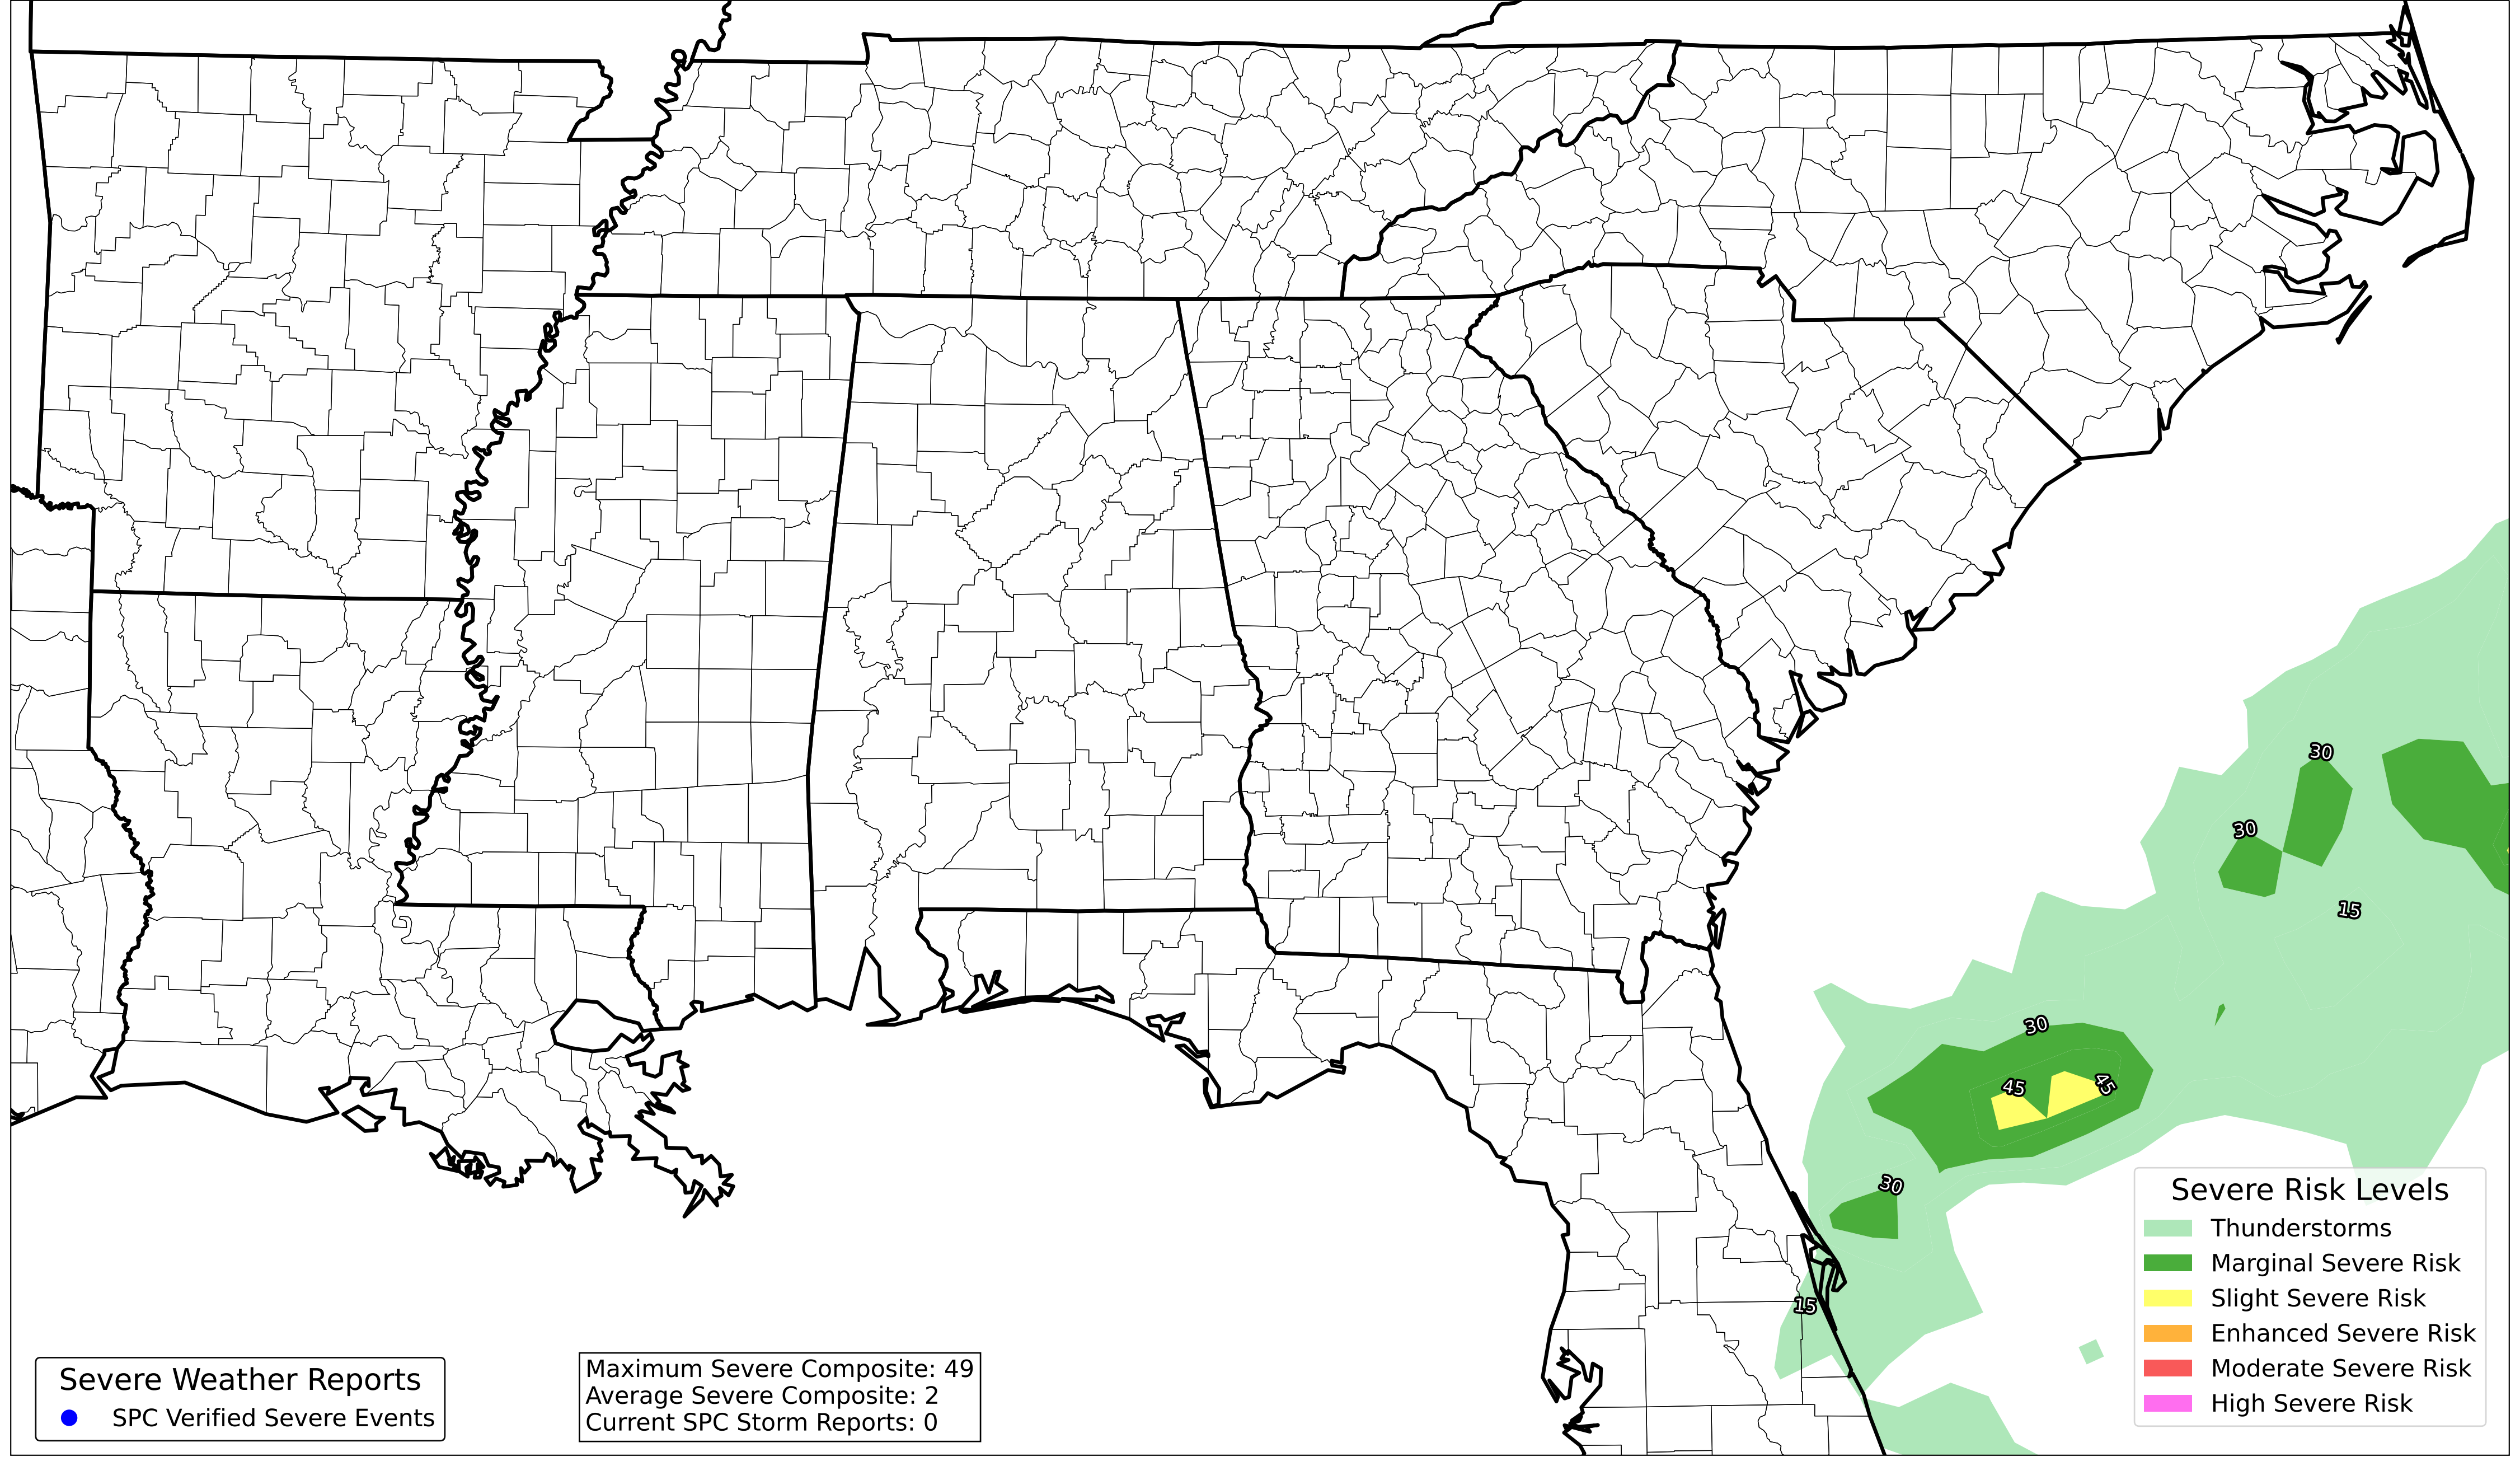 30
30
15
30
45
45
30
15
Severe Risk Levels
Thunderstorms
Marginal Severe Risk
Slight Severe Risk
Enhanced Severe Risk
Moderate Severe Risk
High Severe Risk
Severe Weather Reports
SPC Verified Severe Events
Maximum Severe Composite: 49
Average Severe Composite: 2
Current SPC Storm Reports: 0